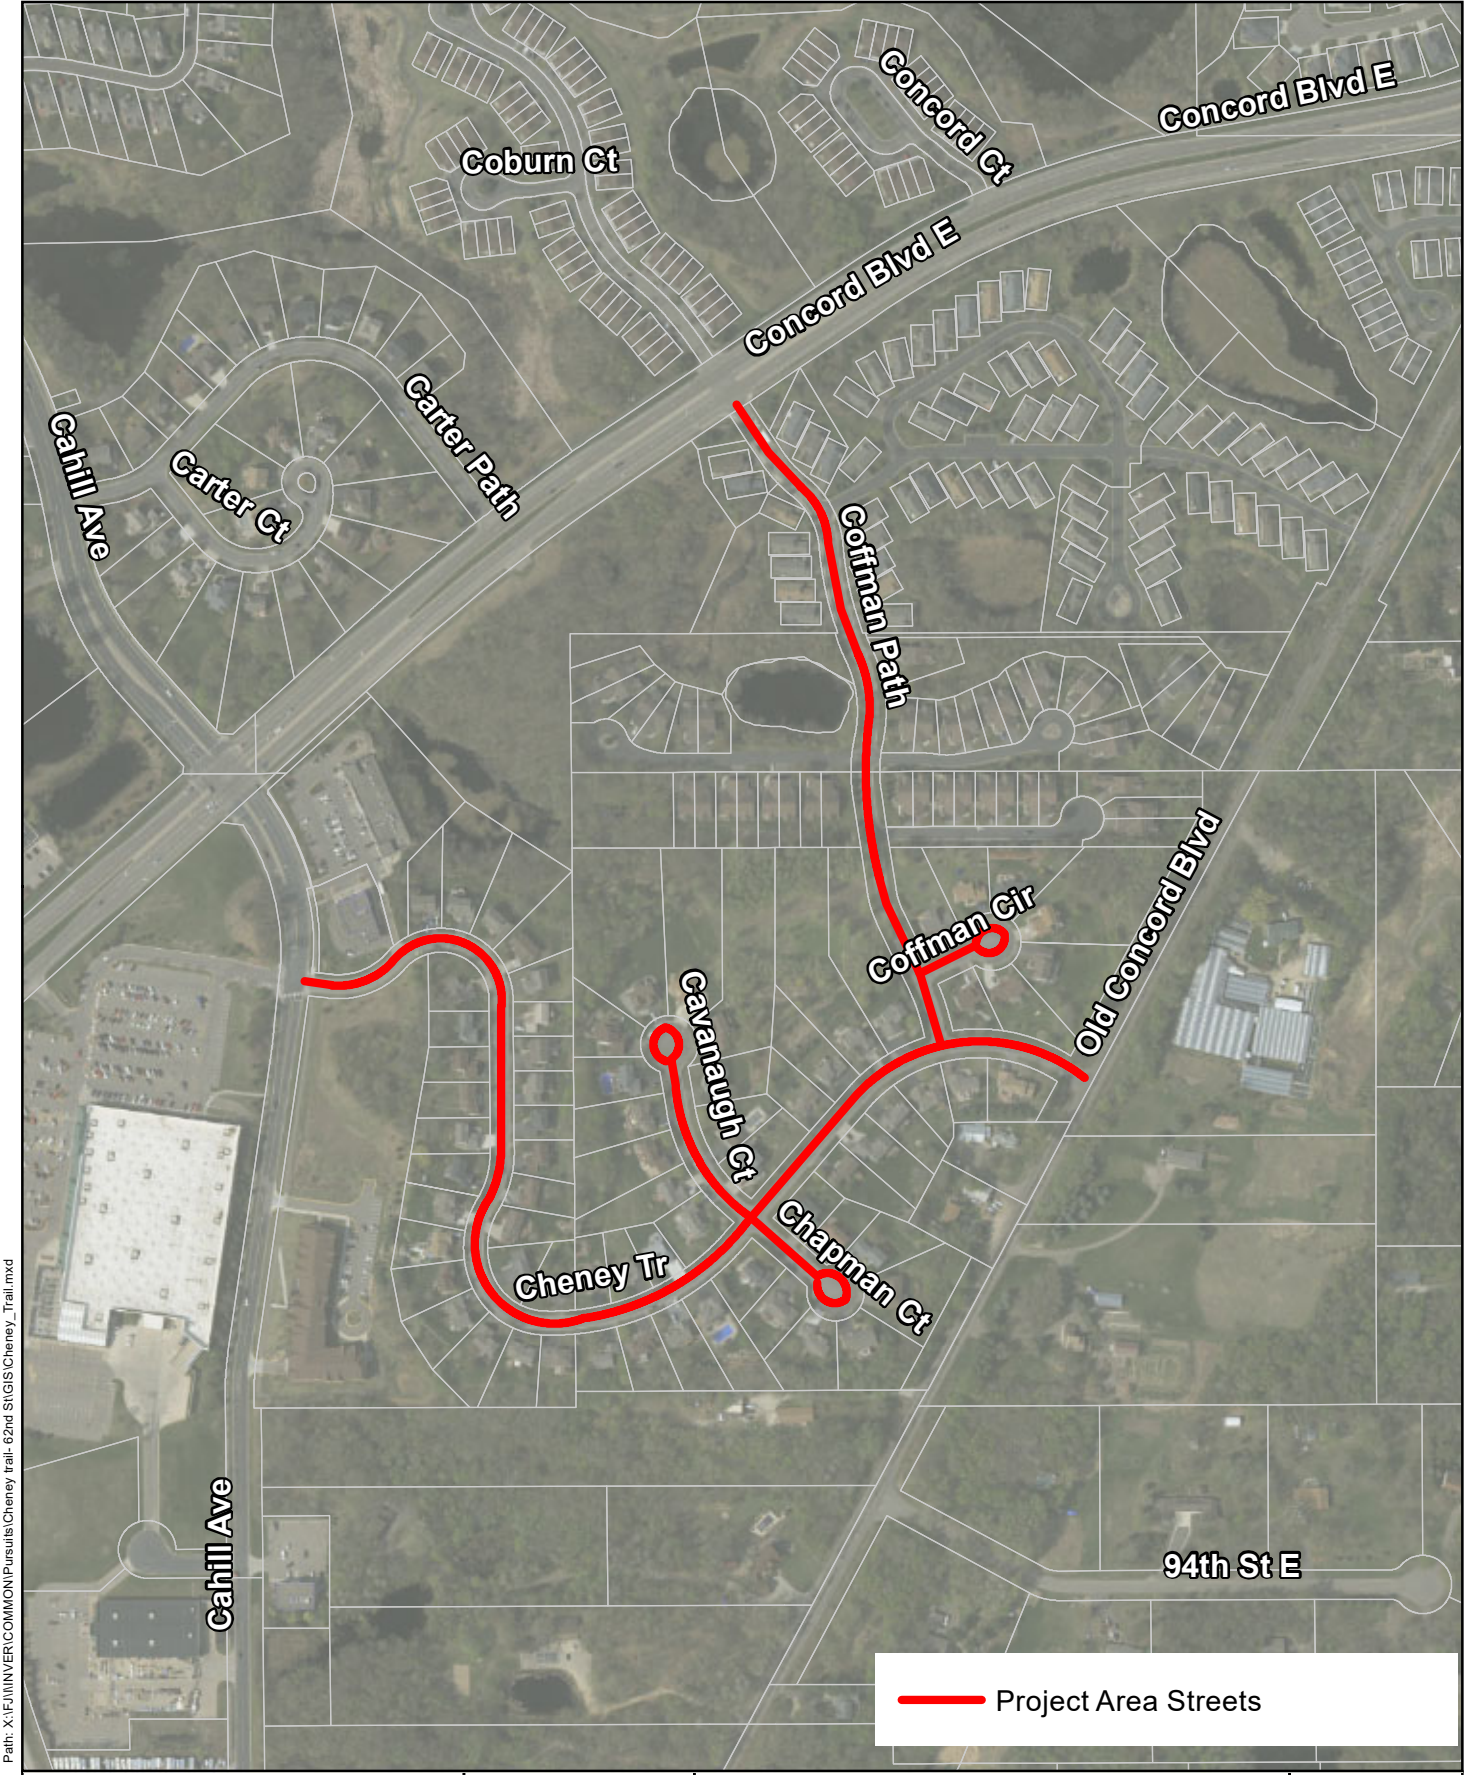 Concord Ct
Concord Blvd E
Coburn Ct
Concord Blvd E
Carter Path
Cahill Ave
Carter Ct
Coffman Path
Old Concord Blvd
Coffman Cir
Cavanaugh Ct
Chapman Ct
Cheney Tr
Cahill Ave
94th St E
Project Area Streets
Path: X:\FJ\I\INVER\COMMON\Pursuits\Cheney trail- 62nd St\GIS\Cheney_Trail.mxd